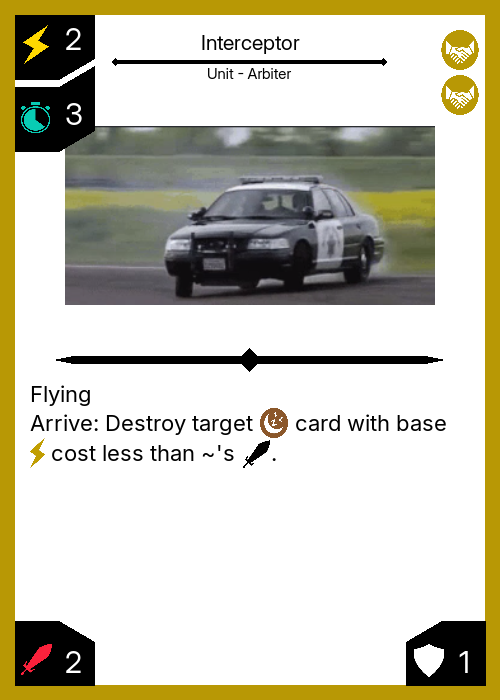 2
Interceptor
Unit - Arbiter
3
Flying
Arrive: Destroy target card with base
cost less than ~'s .
2
1